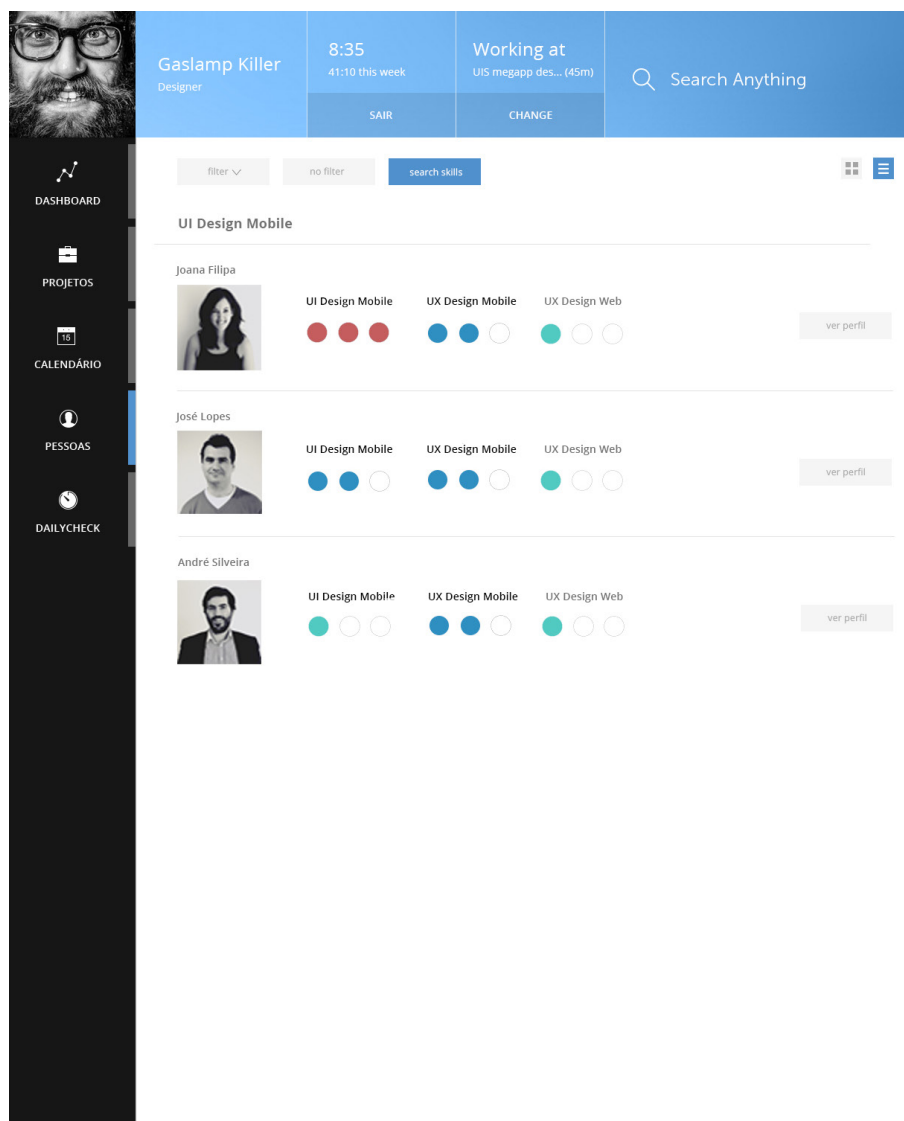 Gaslamp Killer
Designer
8:35
41:10 this week
SAIR
Working at
UIS megapp des... (45m)
CHANGE
Search Anything
DASHBOARD
PROJETOS
15
CALENDÁRIO
PESSOAS
DAILYCHECK
filter
no filter
search skills
UI Design Mobile
Joana Filipa
UI Design Mobile
UX Design Mobile
UX Design Web
ver perfil
José Lopes
UI Design Mobile
UX Design Mobile
UX Design Web
ver perfil
André Silveira
UI Design Mobile
UX Design Mobile
UX Design Web
ver perfil